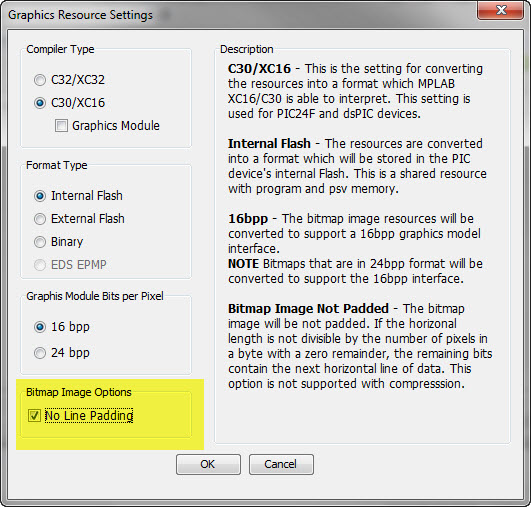 Graphics Resource Settings
Compiler Type
C32/XC32
C30/XC16
Graphics Module
Format Type
Internal Flash
External Flash
Binary
EDS EPMP
Graphis Module Bits per Pixel
16 bpp
24 bpp
Bitmap Image Options
No Line Padding
Description
C30/XC16 - This is the setting for converting
the resources into a format which MPLAB
XC16/C30 is able to interpret. This setting is
used for PIC24F and dsPIC devices.
Internal Flash - The resources are converted
into a format which will be stored in the PIC
device's internal Flash. This is a shared resource
with program and psv memory.
16bpp - The bitmap image resources will be
converted to support a 16bpp graphics model
interface.
NOTE Bitmaps that are in 24bpp format will be
converted to support the 16bpp interface.
Bitmap Image Not Padded - The bitmap
image will be not padded. If the horizonal
length is not divisible by the number of pixels in
a byte with a zero remainder, the remaining bits
contain the next horizontal line of data. This
option is not supported with compresssion.
OK
Cancel